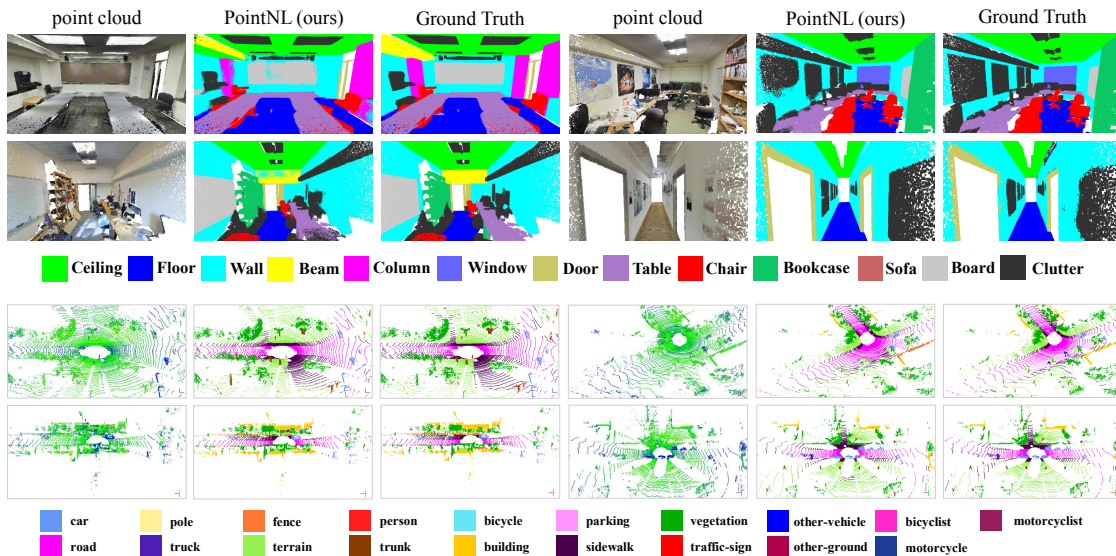 point cloud PointNL (ours) Ground Truth point cloud PointNL (ours) Ground Truth
Ceiling Floor Wall Beam Column Window Door Table Chair Bookcase Sofa Board Clutter
car pole fence person bicycle parking vegetation other-vehicle bicyclist motorcyclist
road truck terrain trunk building sidewalk traffic-sign other-ground motorcycle